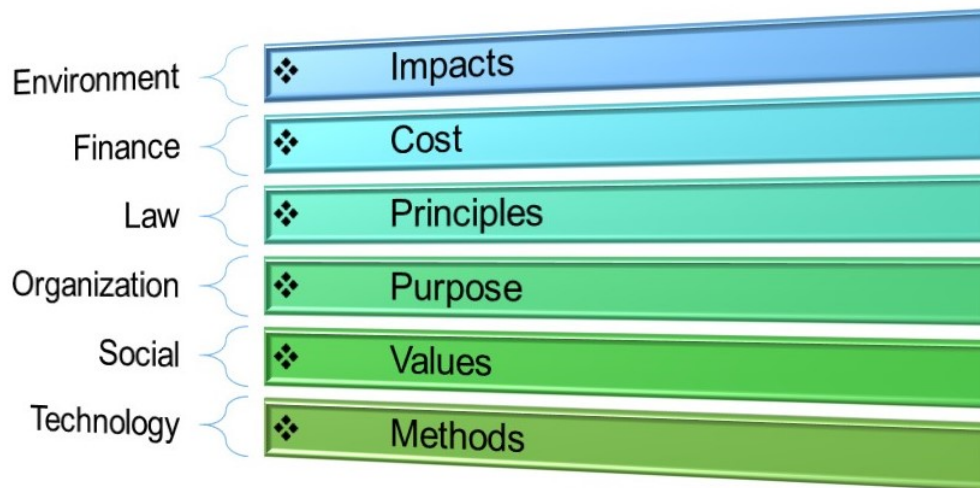 Environment Impacts
Finance Cost
Law Principles
Organization Purpose
Social Values
Technology Methods